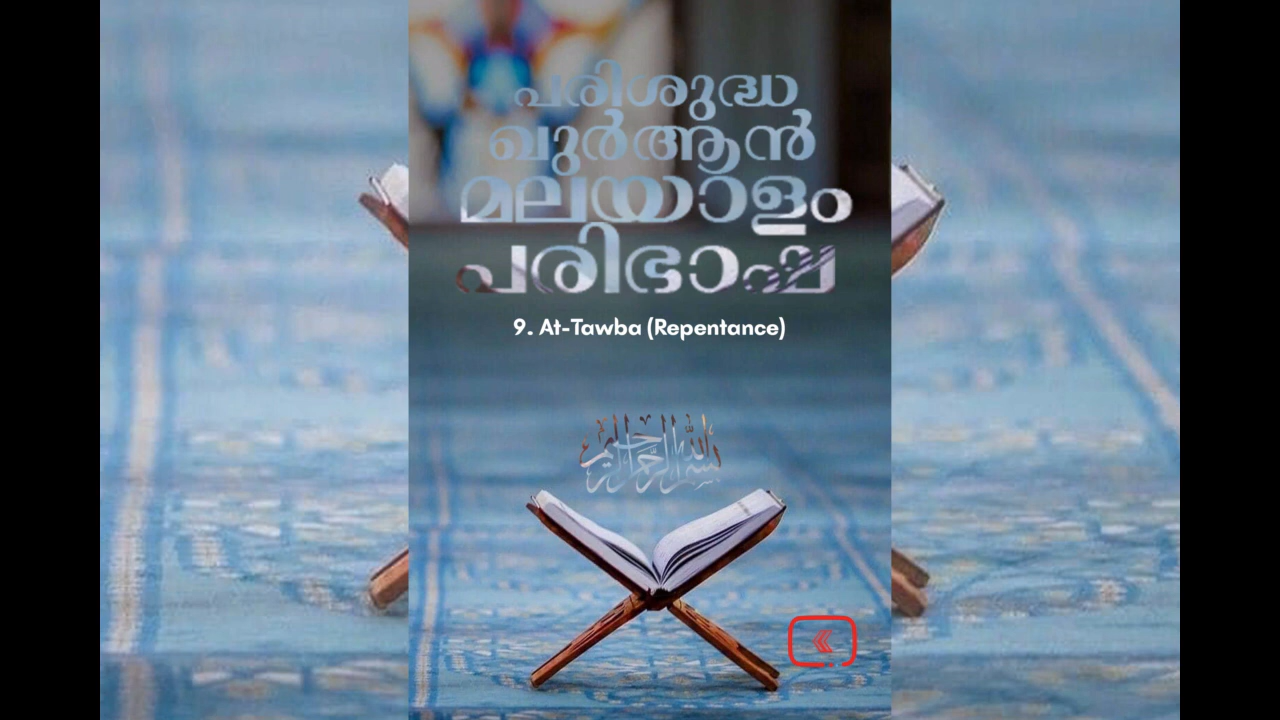 പരിശുദ്ധ
ഖുർആൻ
മലയാളം
പരിഭാഷ
9. At-Tawba (Repentance)
بسم الله الرحمن الرحيم